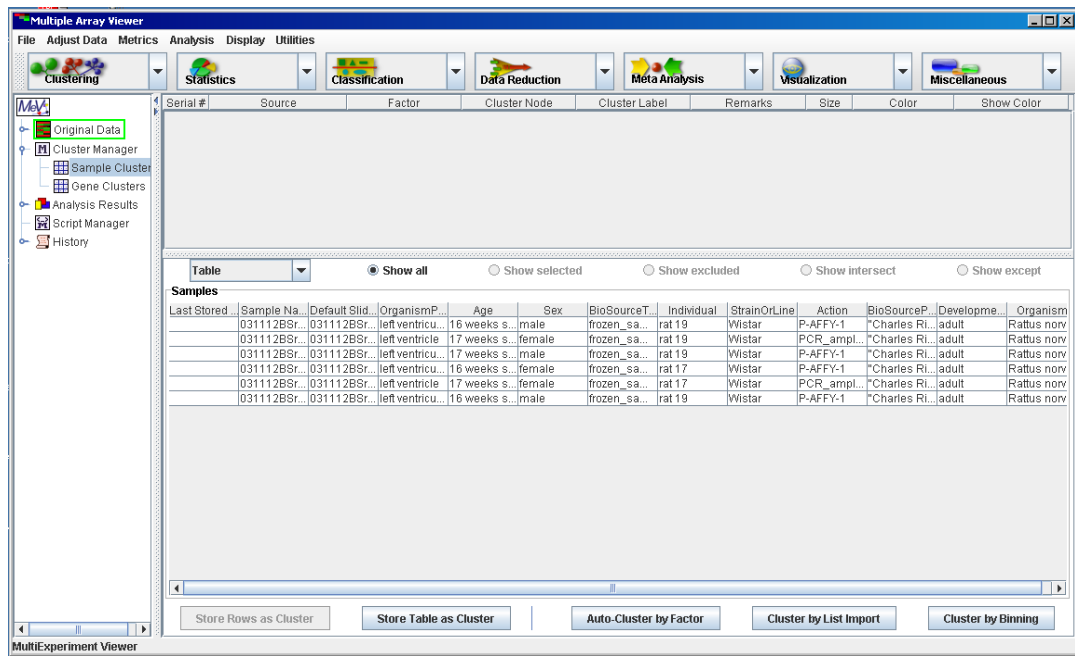 Multiple Array Viewer
File Adjust Data Metrics Analysis Display Utilities
Clustering Statistics Classification Data Reduction Meta Analysis Visualization Miscellaneous
MeV
Original Data
Cluster Manager
Sample Cluster
Gene Clusters
Analysis Results
Script Manager
History
Serial # Source Factor Cluster Node Cluster Label Remarks Size Color Show Color
Table Show all Show selected Show excluded Show intersect Show except
Samples
Last Stored ... Sample Na... Default Slid... OrganismP... Age Sex BioSourceT... Individual StrainOrLine Action BioSourceP... Developme... Organism
031112BSr... 031112BSr... left ventricu... 16 weeks s... male frozen_sa... rat 19 Wistar P-AFFY-1 "Charles Ri... adult Rattus norv
031112BSr... 031112BSr... left ventricle 17 weeks s... female frozen_sa... rat 19 Wistar PCR_ampl... "Charles Ri... adult Rattus norv
031112BSr... 031112BSr... left ventricu... 17 weeks s... male frozen_sa... rat 19 Wistar P-AFFY-1 "Charles Ri... adult Rattus norv
031112BSr... 031112BSr... left ventricu... 16 weeks s... female frozen_sa... rat 17 Wistar P-AFFY-1 "Charles Ri... adult Rattus norv
031112BSr... 031112BSr... left ventricle 17 weeks s... female frozen_sa... rat 17 Wistar PCR_ampl... "Charles Ri... adult Rattus norv
031112BSr... 031112BSr... left ventricu... 16 weeks s... male frozen_sa... rat 19 Wistar P-AFFY-1 "Charles Ri... adult Rattus norv
Store Rows as Cluster Store Table as Cluster Auto-Cluster by Factor Cluster by List Import Cluster by Binning
MultiExperiment Viewer